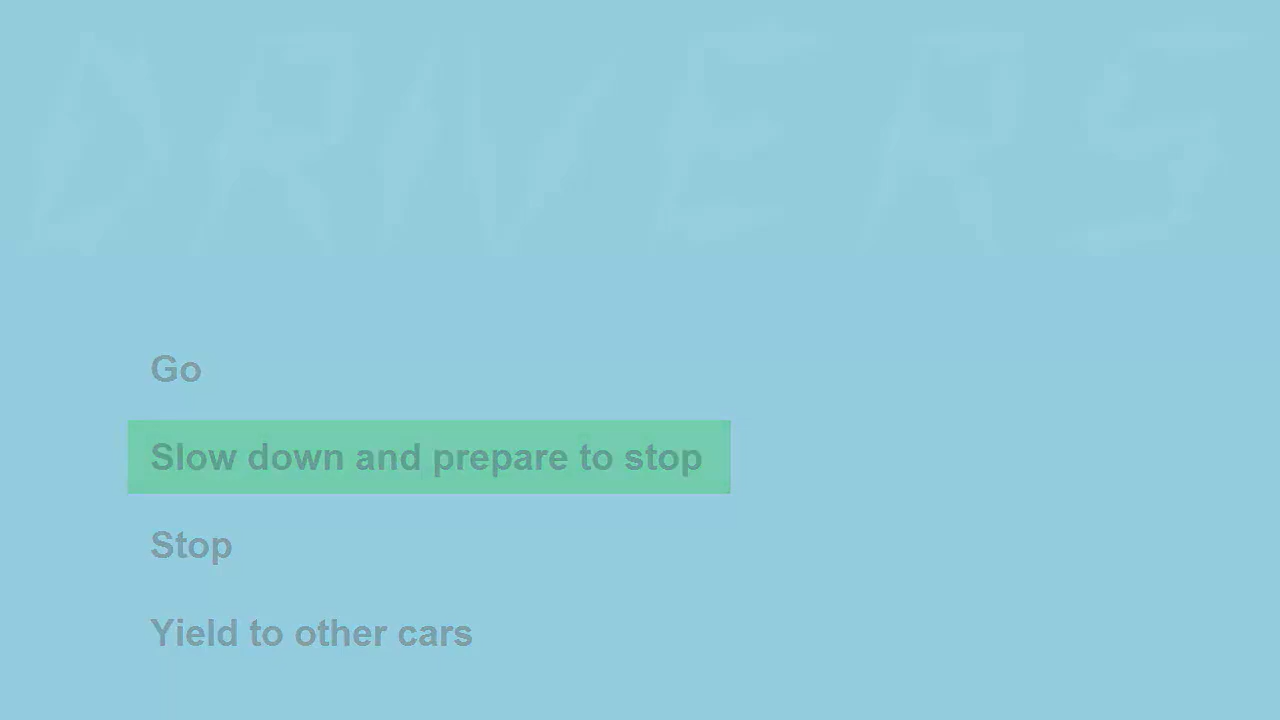 DRIVERS
Go
Slow down and prepare to stop
Stop
Yield to other cars